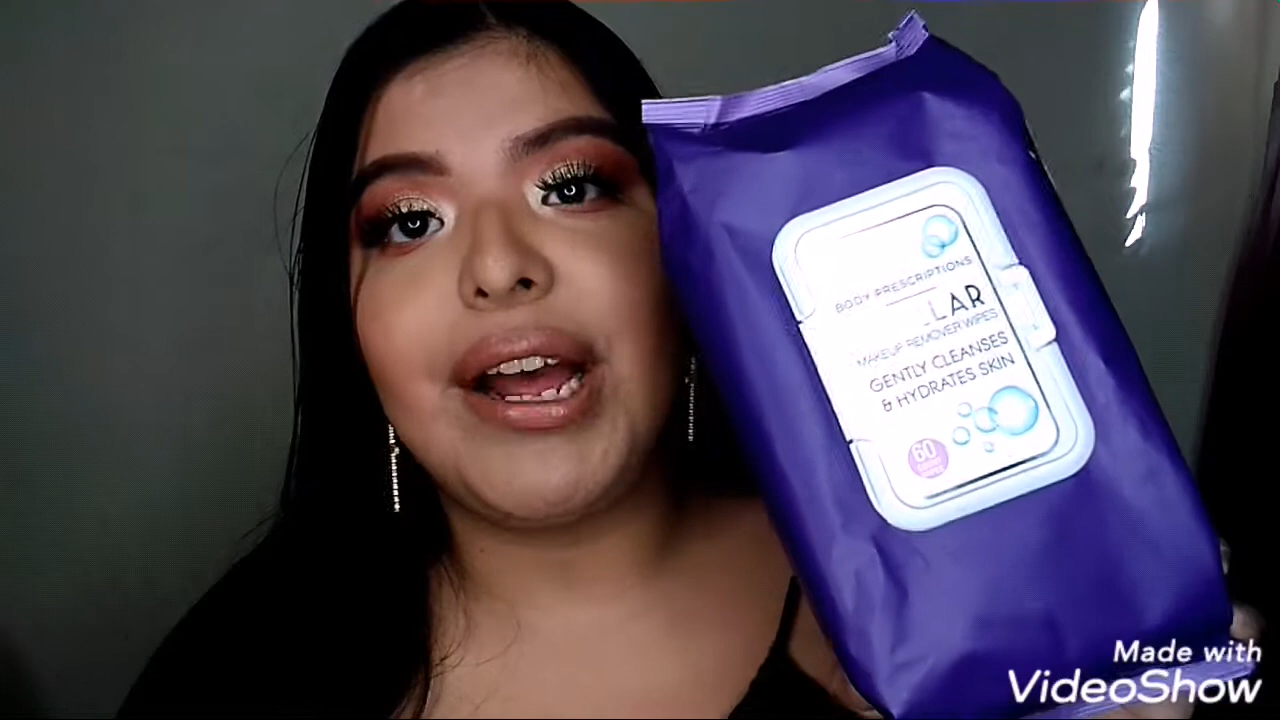 BODY PRESCRIPTIONS
LAR
MAKEUP REMOVER WIPES
GENTLY CLEANSES
& HYDRATES SKIN
60
Made with
VideoShow